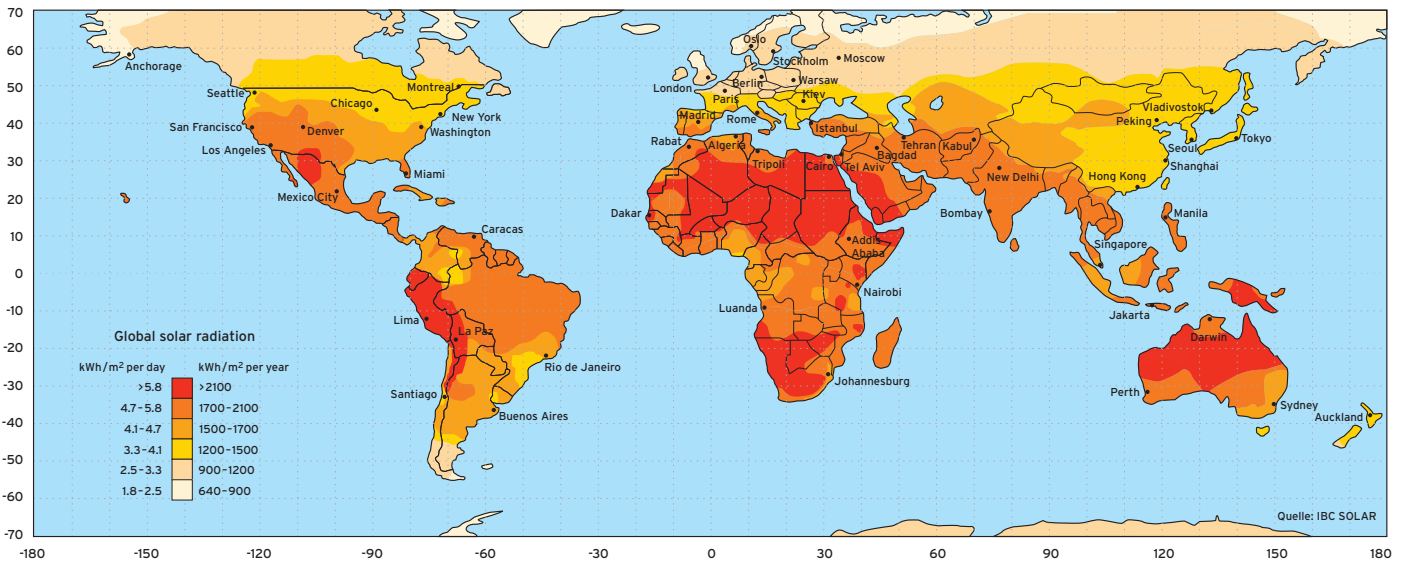 70
60
50
40
30
20
10
0
-10
-20
-30
-40
-50
-60
-70
-180
-150
-120
-90
-60
-30
0
30
60
90
120
150
180
Anchorage
Seattle
San Francisco
Los Angeles
Denver
Chicago
Montreal
New York
Washington
Miami
Mexico City
Caracas
Lima
La Paz
Rio de Janeiro
Santiago
Buenos Aires
Oslo
Stockholm
Moscow
London
Berlin
Warsaw
Paris
Kiev
Madrid
Rome
Istanbul
Rabat
Algeria
Tripoli
Cairo
Tel Aviv
Bagdad
Tehran
Kabul
New Delhi
Bombay
Dakar
Addis
Ababa
Nairobi
Luanda
Johannesburg
Vladivostok
Peking
Seoul
Tokyo
Shanghai
Hong Kong
Manila
Singapore
Jakarta
Darwin
Perth
Sydney
Auckland
Global solar radiation
kWh/m² per day kWh/m² per year
>5.8 >2100
4.7-5.8 1700-2100
4.1-4.7 1500-1700
3.3-4.1 1200-1500
2.5-3.3 900-1200
1.8-2.5 640-900
Quelle: IBC SOLAR